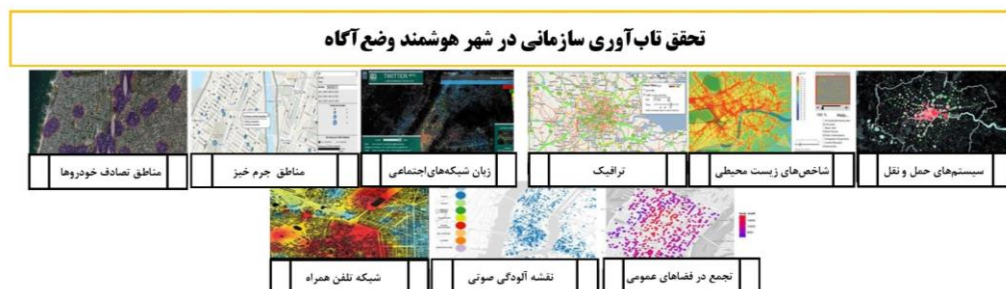 تحقق تاب‌آوری سازمانی در شهر هوشمند وضع‌آگاه
TWITTER
سیستم‌های حمل و نقل
شاخص‌های زیست محیطی
ترافیک
زبان شبکه‌های‌اجتماعی
مناطق جرم خیز
مناطق تصادف خودروها
تجمع در فضاهای عمومی
نقشه آلودگی صوتی
شبکه تلفن همراه